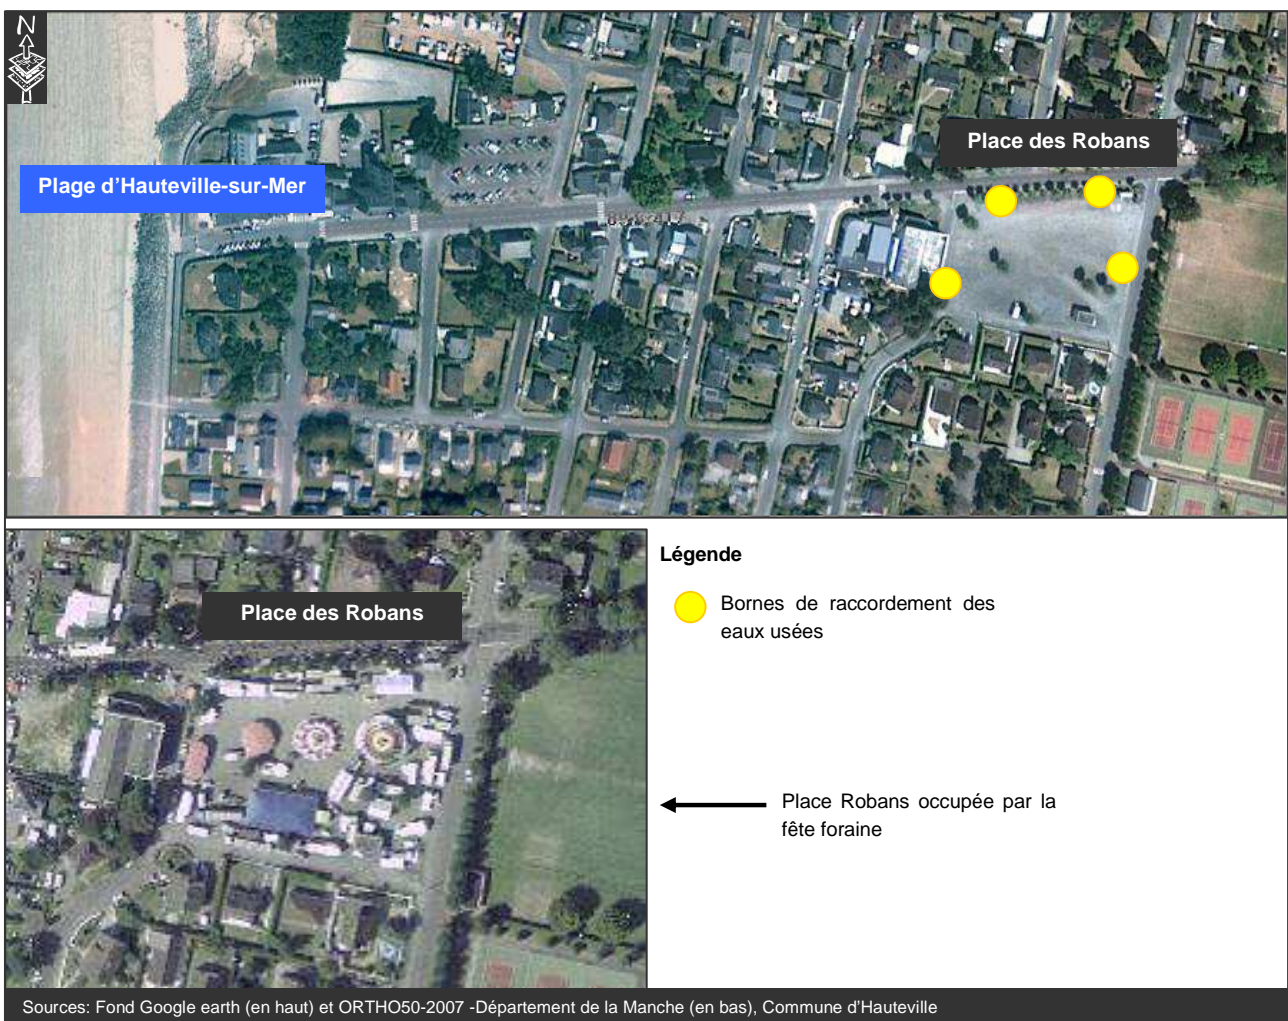 N
Place des Robans
Plage d'Hauteville-sur-Mer
Place des Robans
Légende
Bornes de raccordement des
eaux usées
Place Robans occupée par la
fête foraine
Sources: Fond Google earth (en haut) et ORTHO50-2007 -Département de la Manche (en bas), Commune d'Hauteville